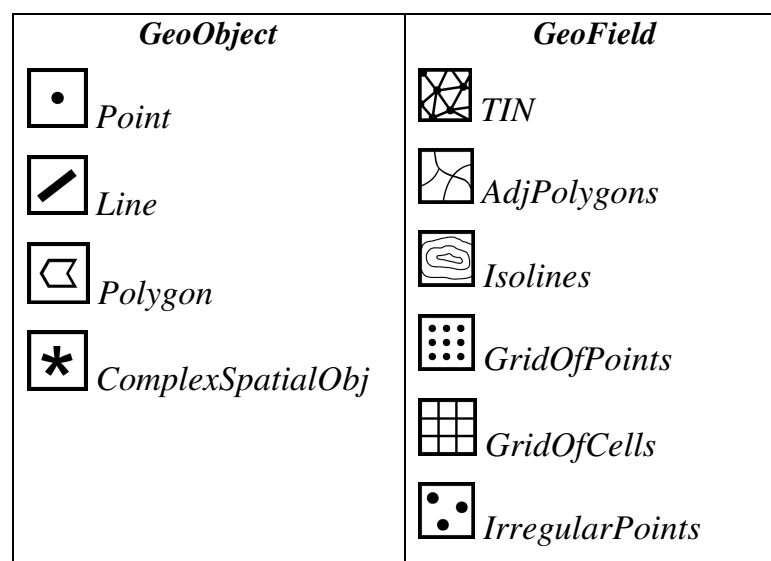 GeoObject
Point
Line
Polygon
ComplexSpatialObj
GeoField
TIN
AdjPolygons
Isolines
GridOfPoints
GridOfCells
IrregularPoints